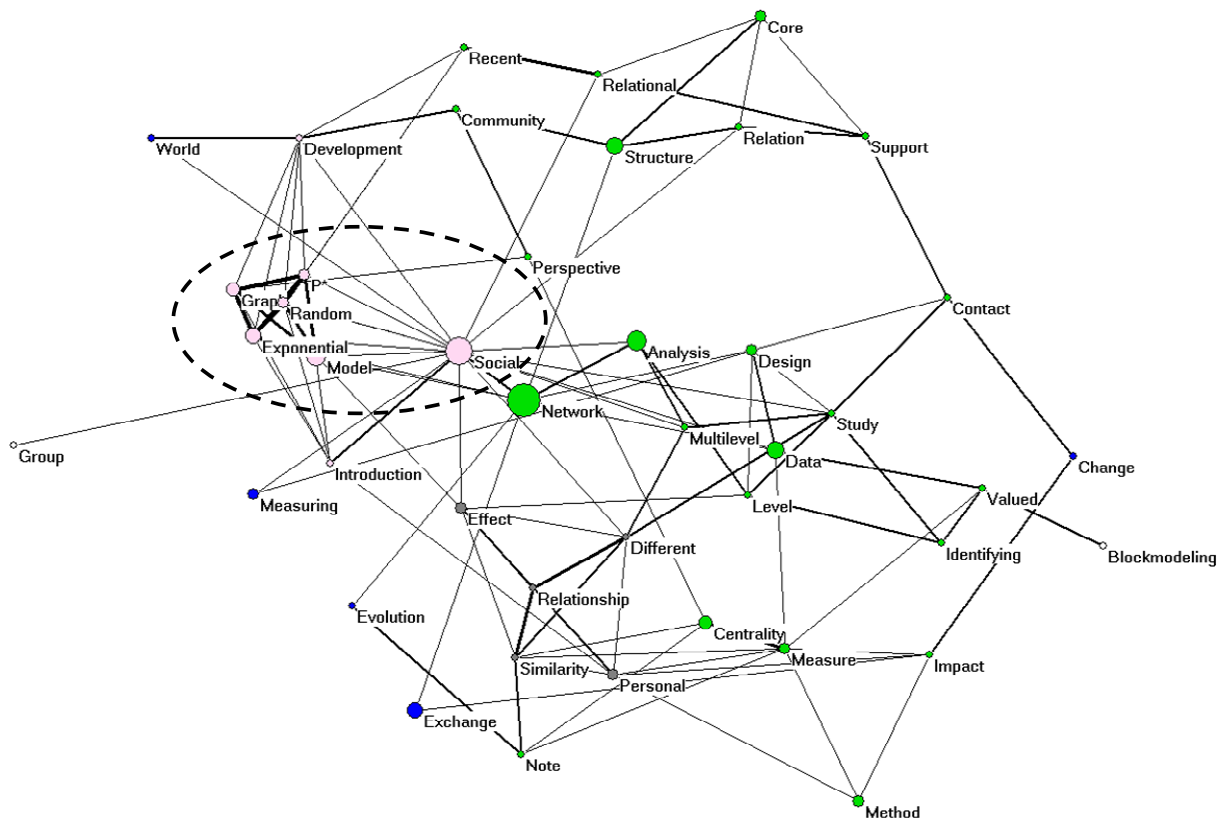 Core
Recent
Relational
Community
Relation
World
Development
Structure
Support
Perspective
P*
Graph
Random
Contact
Exponential
Model
Social
Analysis
Design
Network
Multilevel
Study
Group
Data
Change
Introduction
Measuring
Level
Valued
Effect
Different
Identifying
Blockmodeling
Relationship
Evolution
Centrality
Similarity
Measure
Impact
Personal
Exchange
Note
Method